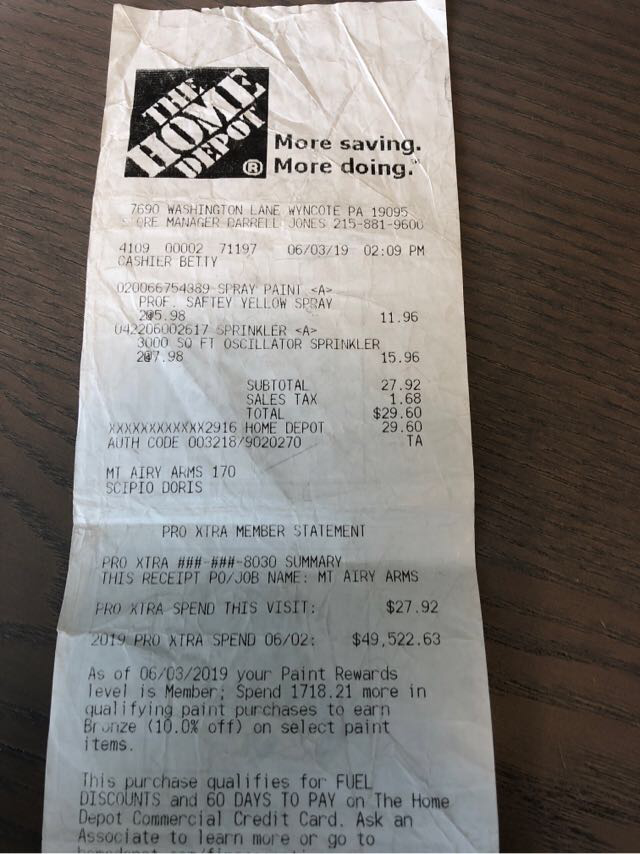 THE
HOME
DEPOT
®
More saving.
More doing.™
7690 WASHINGTON LANE WYNCOTE PA 19095
ORE MANAGER DARRELL JONES 215-881-9600
4109 00002 71197 06/03/19 02:09 PM
CASHIER BETTY
020066754389 SPRAY PAINT <A>
PROF. SAFTEY YELLOW SPRAY
2@5.98 11.96
042206002617 SPRINKLER <A>
3000 SQ FT OSCILLATOR SPRINKLER
2@7.98 15.96
SUBTOTAL 27.92
SALES TAX 1.68
TOTAL $29.60
XXXXXXXXXXXX2916 HOME DEPOT 29.60
AUTH CODE 003218/9020270 TA
MT AIRY ARMS 170
SCIPIO DORIS
PRO XTRA MEMBER STATEMENT
PRO XTRA ###-###-8030 SUMMARY
THIS RECEIPT PO/JOB NAME: MT AIRY ARMS
PRO XTRA SPEND THIS VISIT: $27.92
2019 PRO XTRA SPEND 06/02: $49,522.63
As of 06/03/2019 your Paint Rewards
level is Member; Spend 1718.21 more in
qualifying paint purchases to earn
Bronze (10.0% off) on select paint
items.
This purchase qualifies for FUEL
DISCOUNTS and 60 DAYS TO PAY on The Home
Depot Commercial Credit Card. Ask an
Associate to learn more or go to